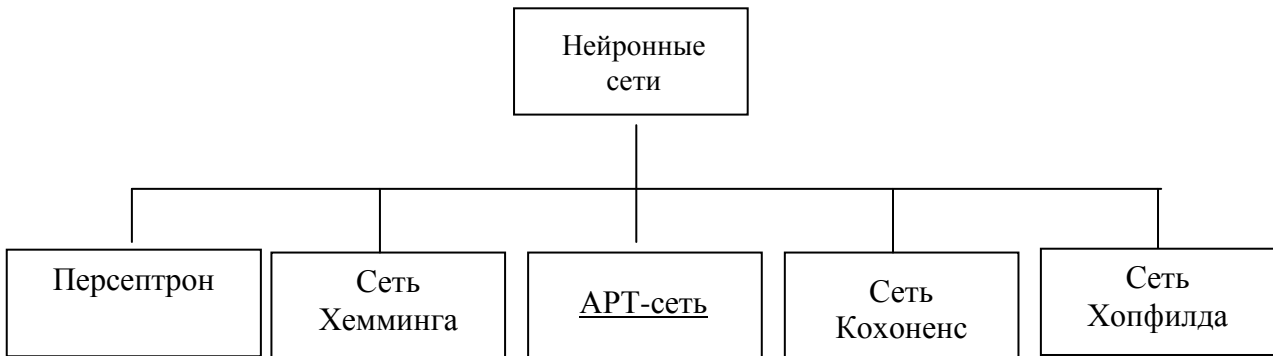 Нейронные
сети
Персептрон
Сеть
Хемминга
АРТ-сеть
Сеть
Кохоненс
Сеть
Хопфилда